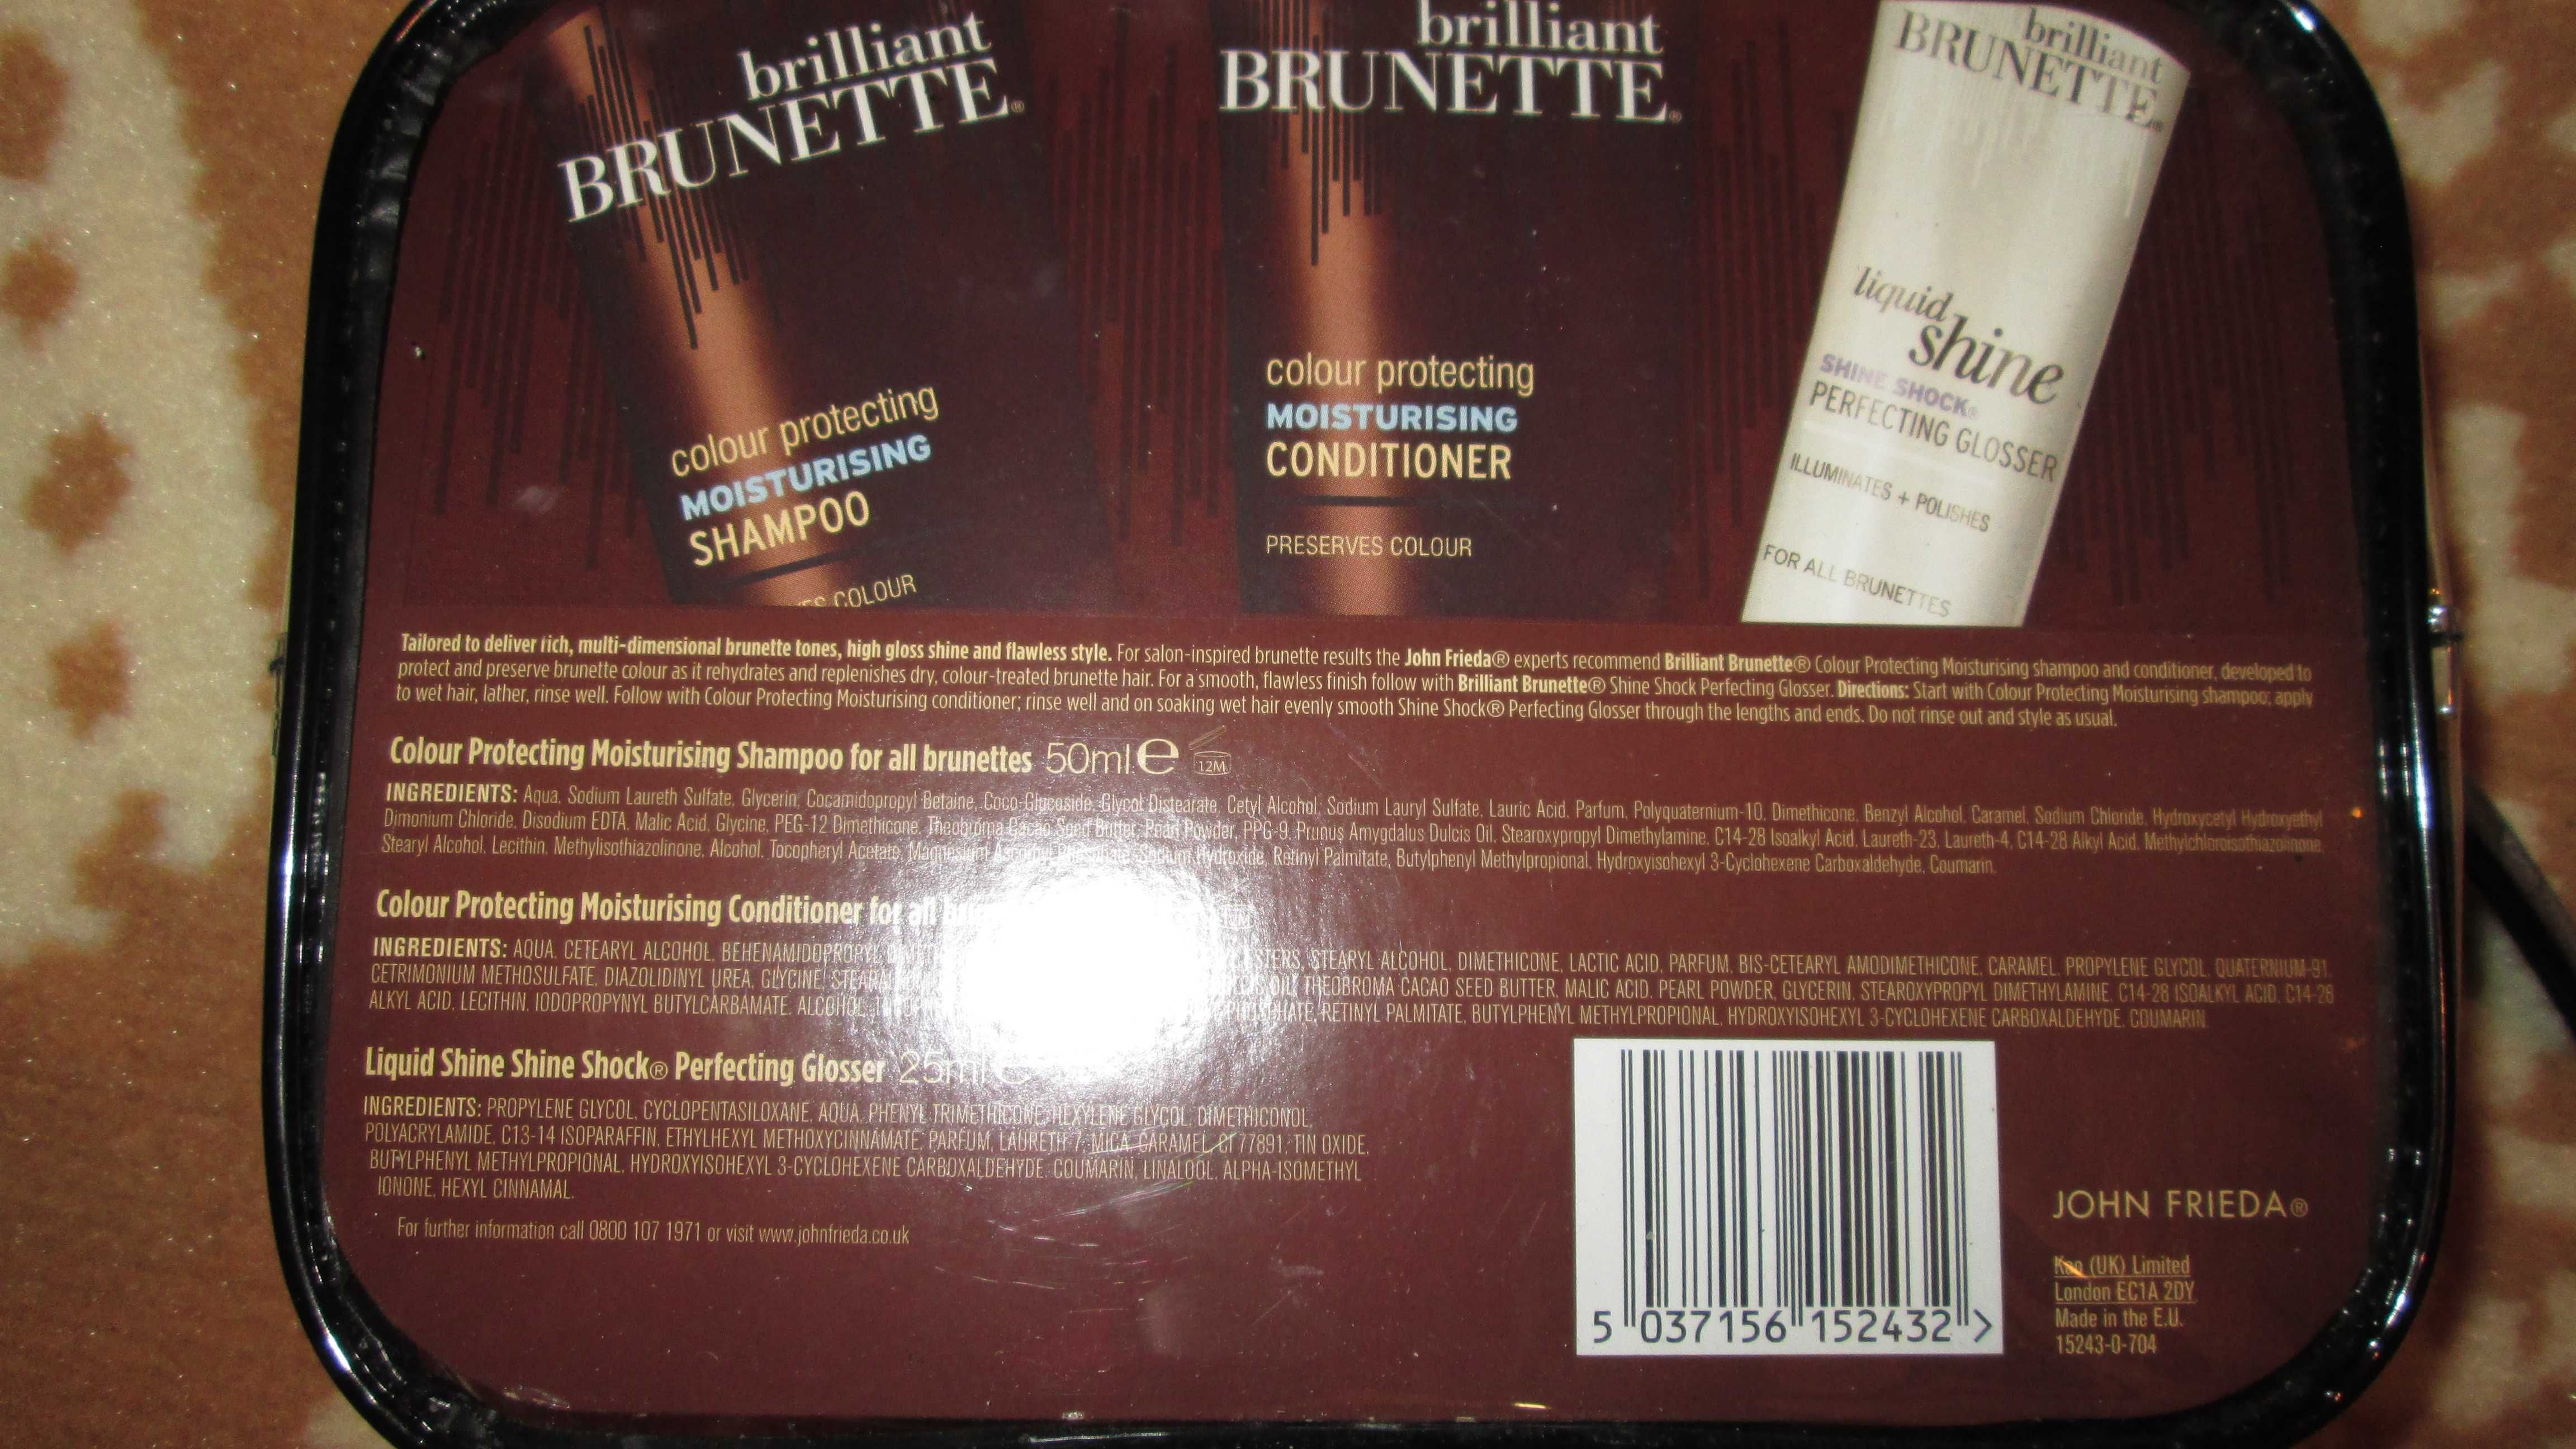 brilliant
BRUNETTE®
colour protecting
MOISTURISING
SHAMPOO
COLOUR
brilliant
BRUNETTE®
colour protecting
MOISTURISING
CONDITIONER
PRESERVES COLOUR
brilliant
BRUNETTE®
liquid
shine
SHINE SHOCK®
PERFECTING GLOSSER
ILLUMINATES + POLISHES
FOR ALL BRUNETTES
Tailored to deliver rich, multi-dimensional brunette tones, high gloss shine and flawless style. For salon-inspired brunette results the John Frieda® experts recommend Brilliant Brunette® Colour Protecting Moisturising shampoo and conditioner, developed to
protect and preserve brunette colour as it rehydrates and replenishes dry, colour-treated brunette hair. For a smooth, flawless finish follow with Brilliant Brunette® Shine Shock Perfecting Glosser. Directions: Start with Colour Protecting Moisturising shampoo; apply
to wet hair, lather, rinse well. Follow with Colour Protecting Moisturising conditioner; rinse well and on soaking wet hair evenly smooth Shine Shock® Perfecting Glosser through the lengths and ends. Do not rinse out and style as usual.
Colour Protecting Moisturising Shampoo for all brunettes 50ml e 12M
INGREDIENTS: Aqua, Sodium Laureth Sulfate, Glycerin, Cocamidopropyl Betaine, Coco-Glucoside, Glycol Distearate, Cetyl Alcohol, Sodium Lauryl Sulfate, Lauric Acid, Parfum, Polyquaternium-10, Dimethicone, Benzyl Alcohol, Caramel, Sodium Chloride, Hydroxycetyl Hydroxyethyl
Dimonium Chloride, Disodium EDTA, Malic Acid, Glycine, PEG-12 Dimethicone, Theobroma Cacao Seed Butter, Pearl Powder, PPG-9, Prunus Amygdalus Dulcis Oil, Stearoxypropyl Dimethylamine, C14-28 Isoalkyl Acid, Laureth-23, Laureth-4, C14-28 Alkyl Acid, Methylchloroisothiazolinone,
Stearyl Alcohol, Lecithin, Methylisothiazolinone, Alcohol, Tocopheryl Acetate, Magnesium Ascorbyl Phosphate, Sodium Hydroxide, Retinyl Palmitate, Butylphenyl Methylpropional, Hydroxyisohexyl 3-Cyclohexene Carboxaldehyde, Coumarin.
Colour Protecting Moisturising Conditioner for all 12M
INGREDIENTS: AQUA, CETEARYL ALCOHOL, BEHENAMIDOPROPYL ESTERS, STEARYL ALCOHOL, DIMETHICONE, LACTIC ACID, PARFUM, BIS-CETEARYL AMODIMETHICONE, CARAMEL, PROPYLENE GLYCOL, QUATERNIUM-91,
CETRIMONIUM METHOSULFATE, DIAZOLIDINYL UREA, GLYCINE, OIL, THEOBROMA CACAO SEED BUTTER, MALIC ACID, PEARL POWDER, GLYCERIN, STEAROXYPROPYL DIMETHYLAMINE, C14-28 ISOALKYL ACID, C14-28
ALKYL ACID, LECITHIN, IODOPROPYNYL BUTYLCARBAMATE, ALCOHOL, PHOSPHATE, RETINYL PALMITATE, BUTYLPHENYL METHYLPROPIONAL, HYDROXYISOHEXYL 3-CYCLOHEXENE CARBOXALDEHYDE, COUMARIN.
Liquid Shine Shine Shock® Perfecting Glosser 25ml e
INGREDIENTS: PROPYLENE GLYCOL, CYCLOPENTASILOXANE, AQUA, PHENYL TRIMETHICONE, HEXYLENE GLYCOL, DIMETHICONOL,
POLYACRYLAMIDE, C13-14 ISOPARAFFIN, ETHYLHEXYL METHOXYCINNAMATE, PARFUM, LAURETH-7, MICA, CARAMEL, CI 77891, TIN OXIDE,
BUTYLPHENYL METHYLPROPIONAL, HYDROXYISOHEXYL 3-CYCLOHEXENE CARBOXALDEHYDE, COUMARIN, LINALOOL, ALPHA-ISOMETHYL
IONONE, HEXYL CINNAMAL.
For further information call 0800 107 1971 or visit www.johnfrieda.co.uk
5 037156 152432 >
JOHN FRIEDA®
Kao (UK) Limited
London EC1A 2DY
Made in the E.U.
15243-0-704